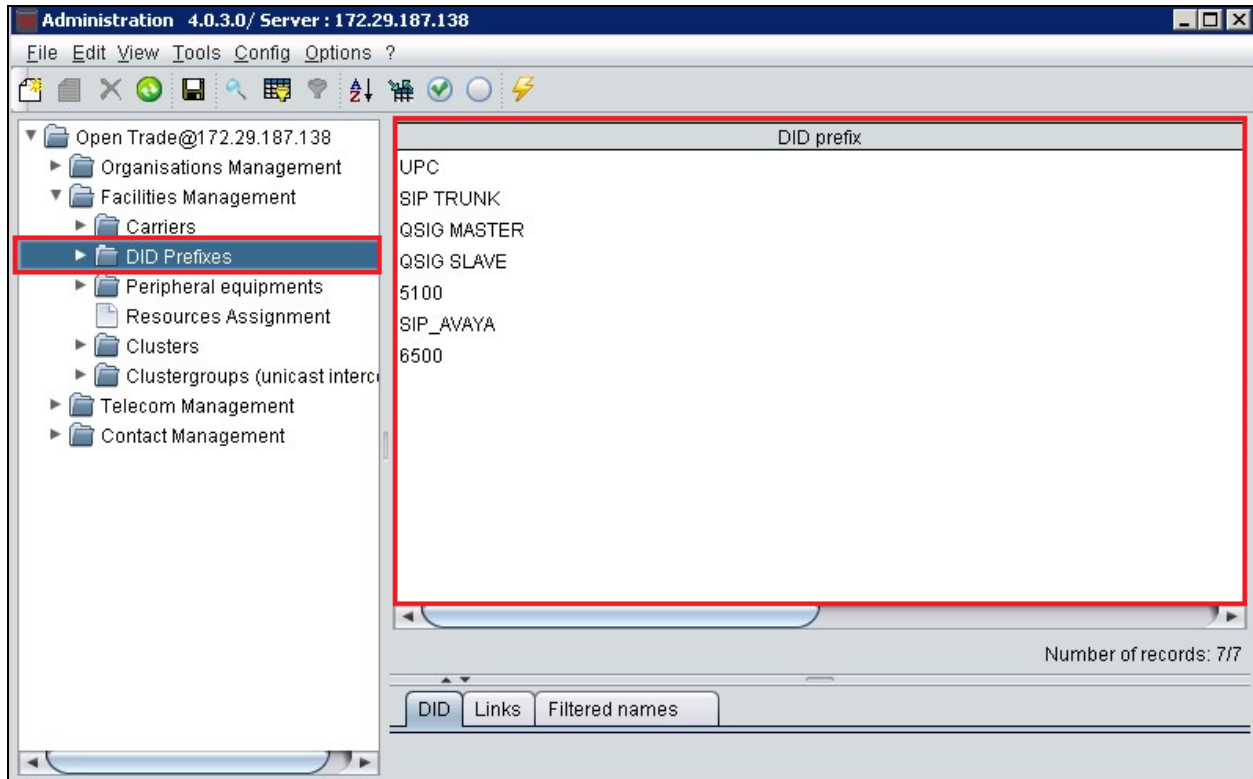 Administration 4.0.3.0/ Server : 172.29.187.138
File Edit View Tools Config Options ?
Open Trade@172.29.187.138
Organisations Management
Facilities Management
Carriers
DID Prefixes
Peripheral equipments
Resources Assignment
Clusters
Clustergroups (unicast interc
Telecom Management
Contact Management
DID prefix
UPC
SIP TRUNK
QSIG MASTER
QSIG SLAVE
5100
SIP_AVAYA
6500
Number of records: 7/7
DID Links Filtered names